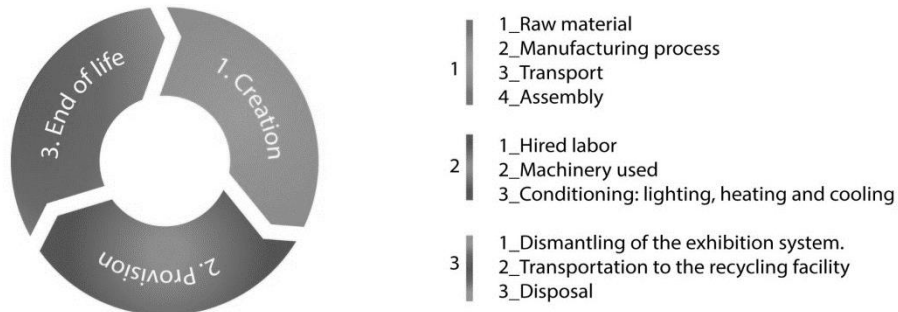 3. End of life
1. Creation
2. Provision
1
1_Raw material
2_Manufacturing process
3_Transport
4_Assembly
2
1_Hired labor
2_Machinery used
3_Conditioning: lighting, heating and cooling
3
1_Dismantling of the exhibition system.
2_Transportation to the recycling facility
3_Disposal